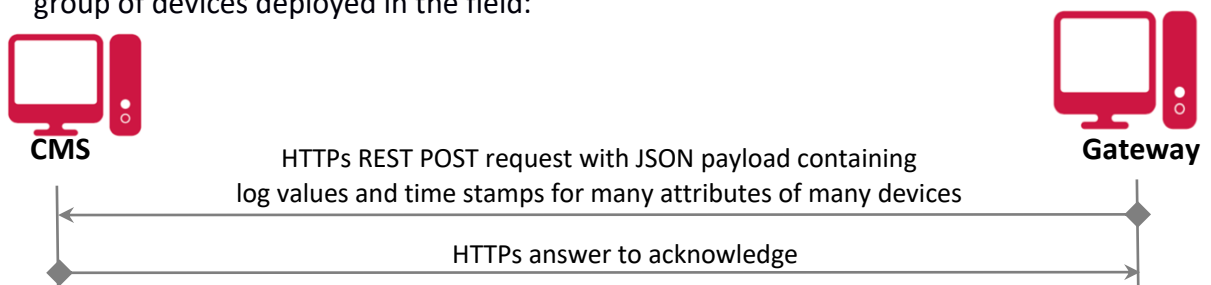 group of devices deployed in the field:
CMS
Gateway
HTTPs REST POST request with JSON payload containing
log values and time stamps for many attributes of many devices
HTTPs answer to acknowledge